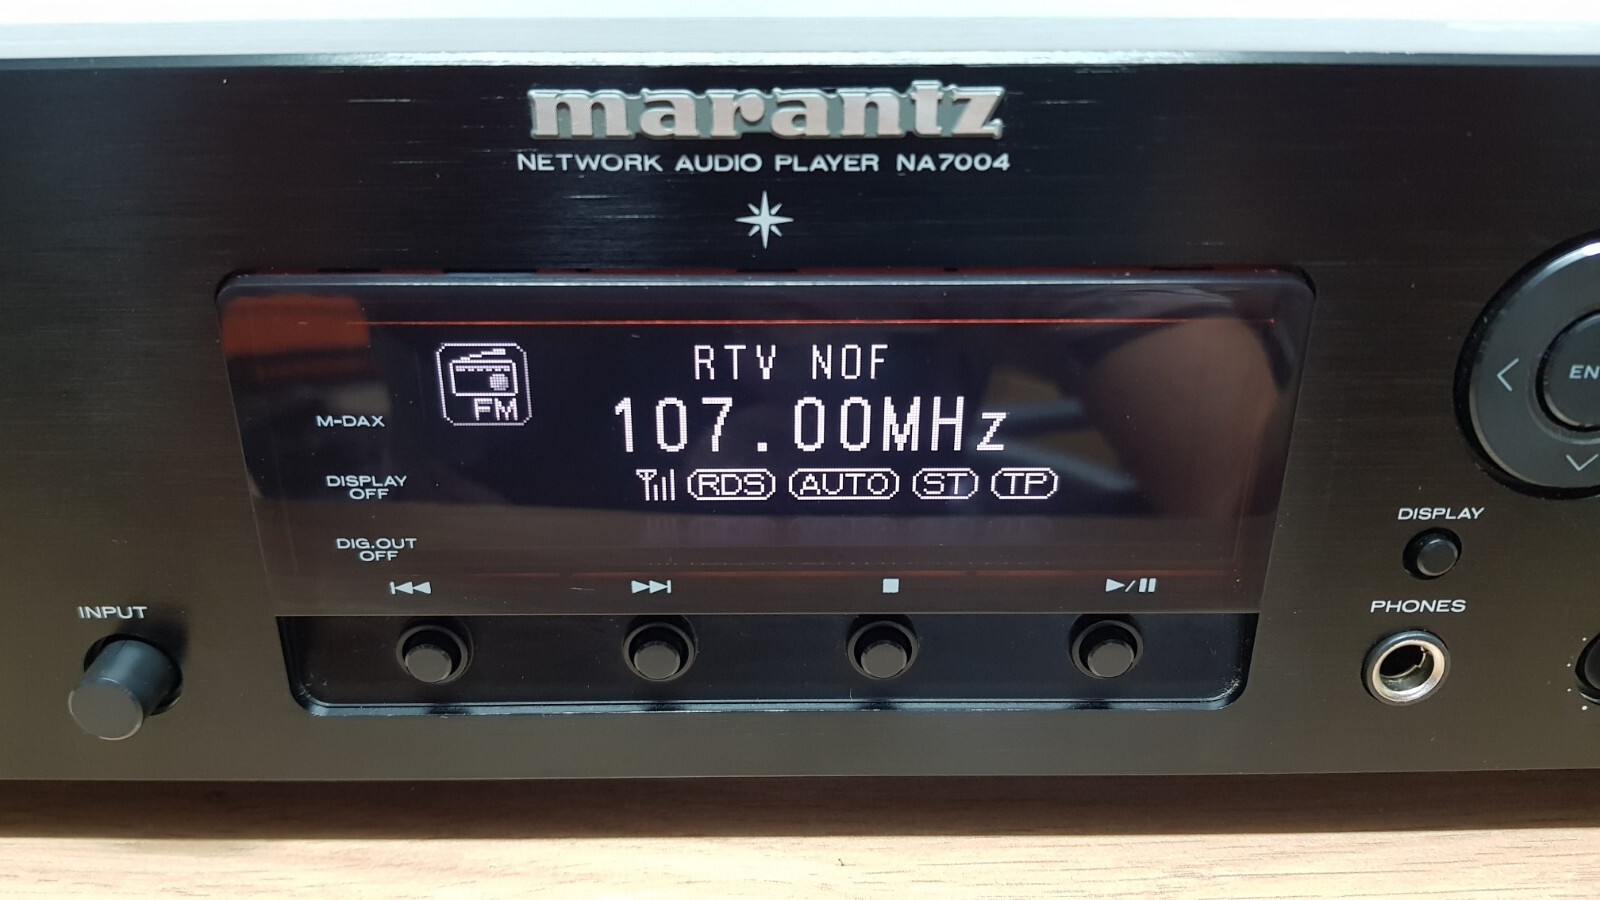 marantz
NETWORK AUDIO PLAYER NA7004
RTV NOF
FM
107.00MHz
M-DAX
RDS AUTO ST TP
DISPLAY
OFF
DIG.OUT
OFF
EN
DISPLAY
INPUT
PHONES